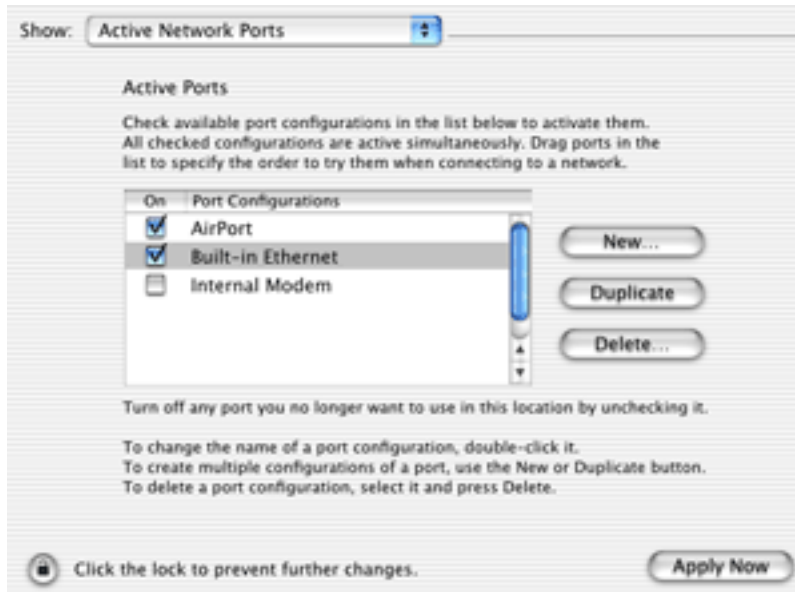 Show: Active Network Ports
Active Ports
Check available port configurations in the list below to activate them.
All checked configurations are active simultaneously. Drag ports in the
list to specify the order to try them when connecting to a network.
On Port Configurations
AirPort
Built-in Ethernet
Internal Modem
New...
Duplicate
Delete...
Turn off any port you no longer want to use in this location by unchecking it.
To change the name of a port configuration, double-click it.
To create multiple configurations of a port, use the New or Duplicate button.
To delete a port configuration, select it and press Delete.
Click the lock to prevent further changes.
Apply Now